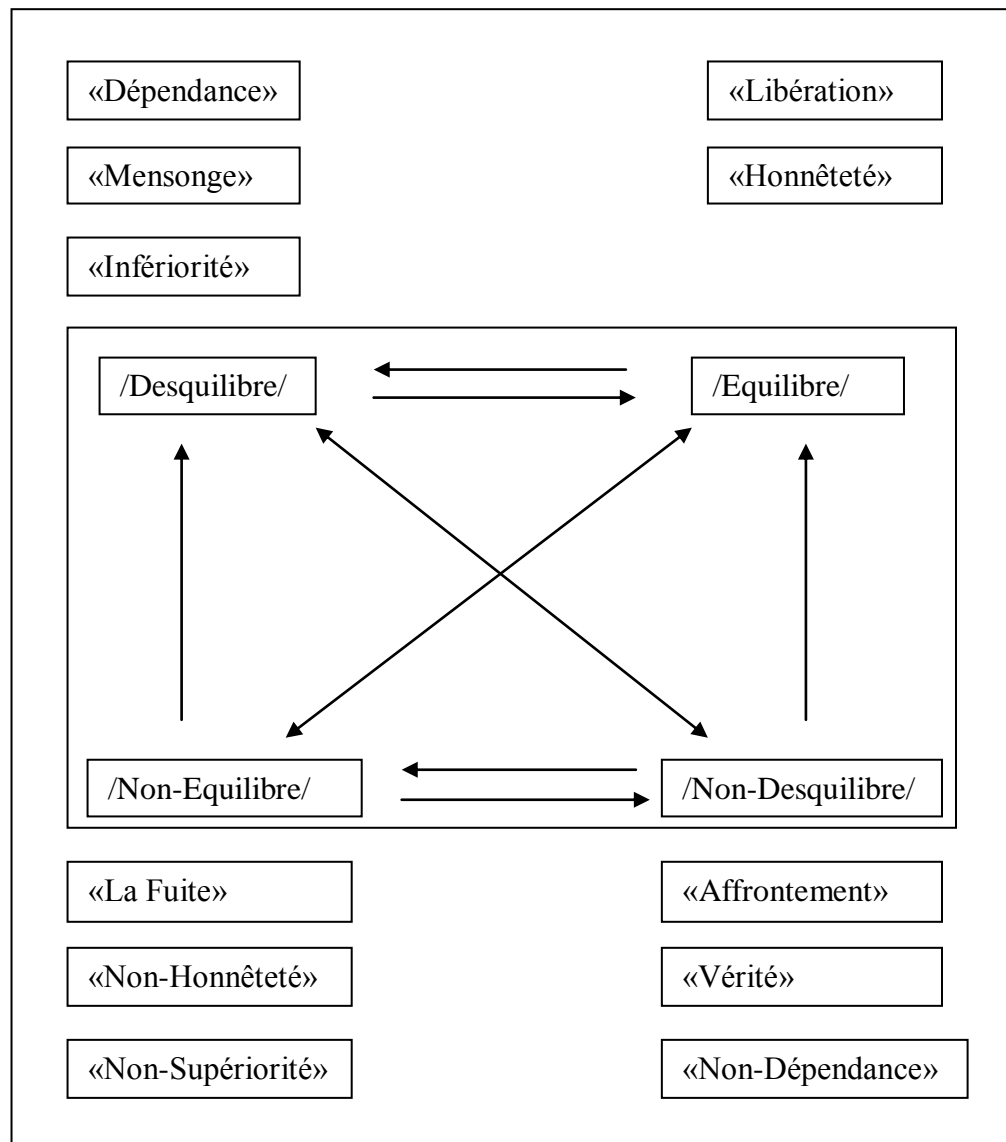 «Dépendance» «Libération»
«Mensonge» «Honnêteté»
«Infériorité»
/Desquilibre/ /Equilibre/
/Non-Equilibre/ /Non-Desquilibre/
«La Fuite» «Affrontement»
«Non-Honnêteté» «Vérité»
«Non-Supériorité» «Non-Dépendance»